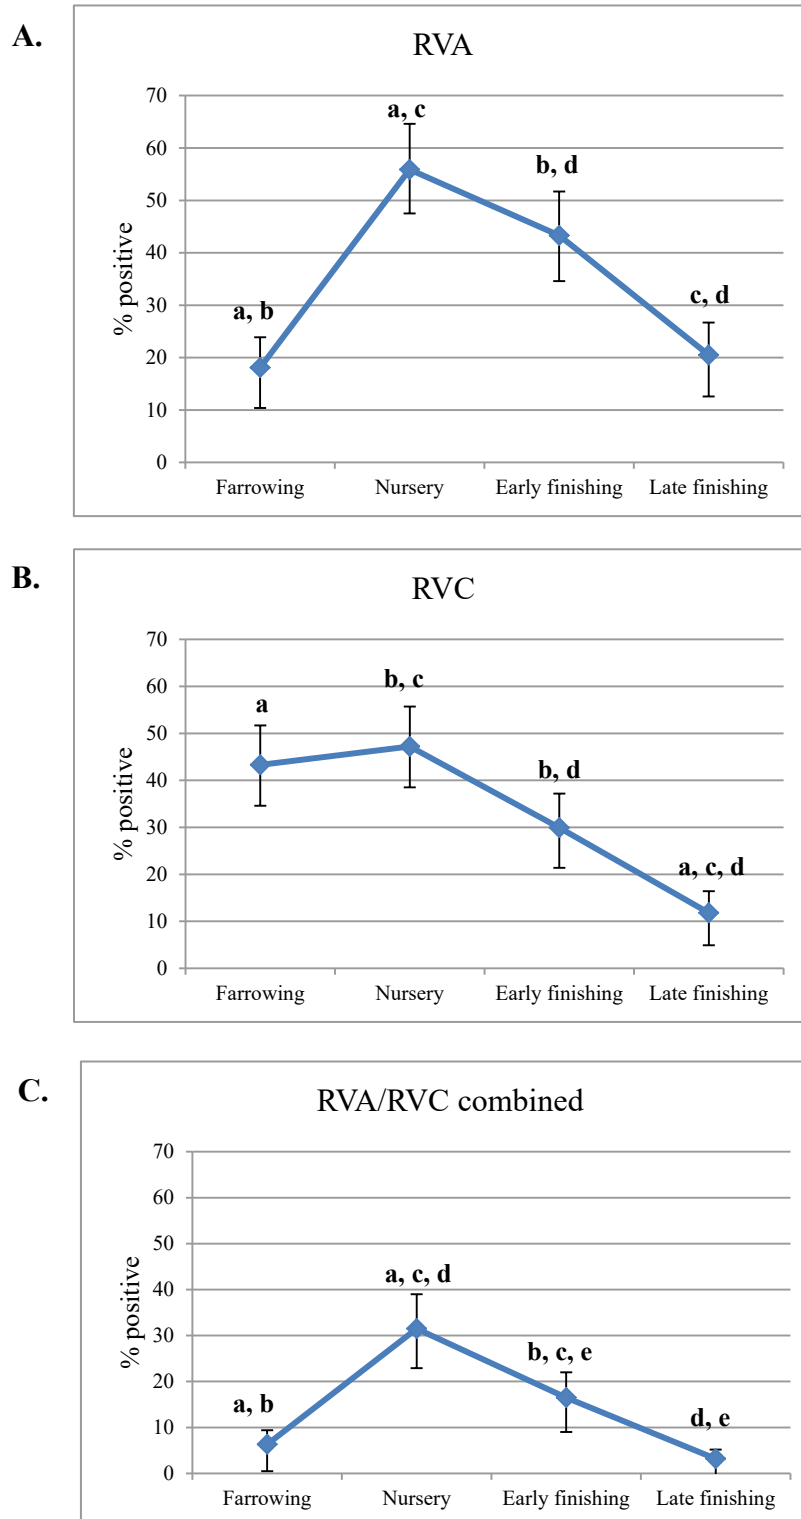 A.
RVA
% positive
70
60
50
40
30
20
10
0
a, b
a, c
b, d
c, d
Farrowing Nursery Early finishing Late finishing
B.
RVC
% positive
70
60
50
40
30
20
10
0
a
b, c
b, d
a, c, d
Farrowing Nursery Early finishing Late finishing
C.
RVA/RVC combined
% positive
70
60
50
40
30
20
10
0
a, b
a, c, d
b, c, e
d, e
Farrowing Nursery Early finishing Late finishing